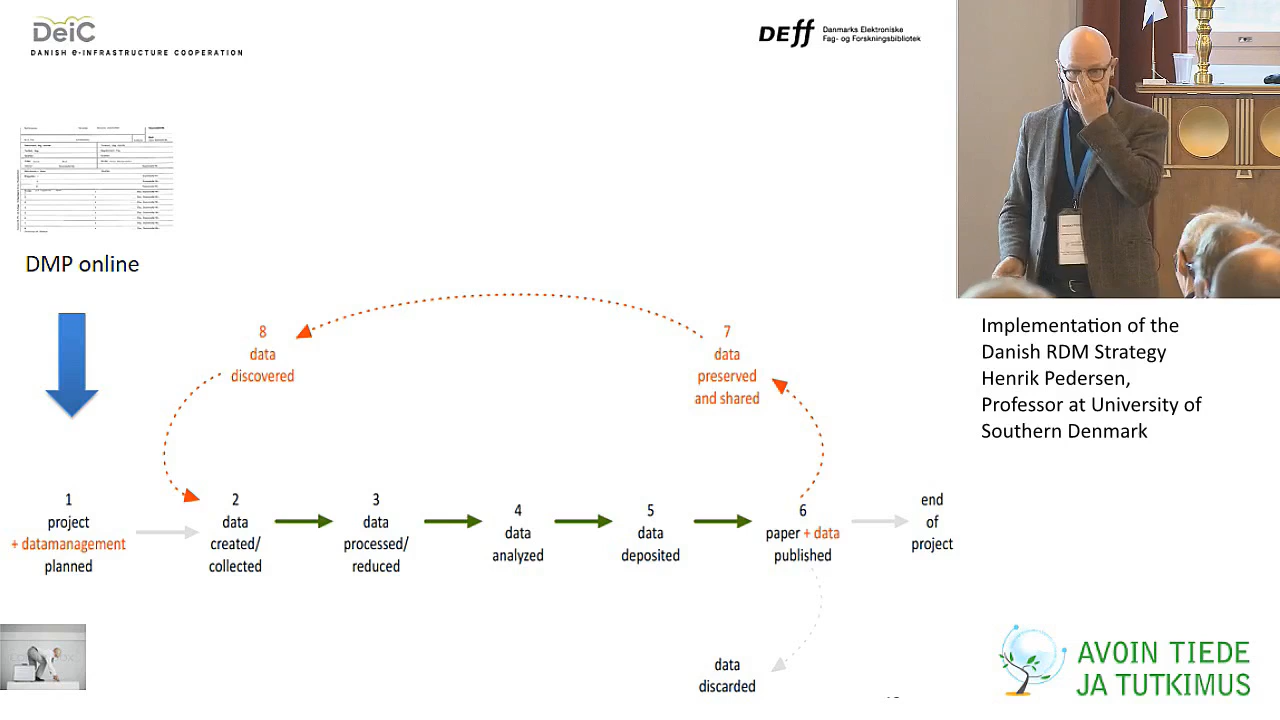 DeiC
DANISH e-INFRASTRUCTURE COOPERATION
DEff
Danmarks Elektroniske
Fag- og Forskningsbibliotek
DMP online
8
data
discovered
7
data
preserved
and shared
1
project
+ datamanagement
planned
2
data
created/
collected
3
data
processed/
reduced
4
data
analyzed
5
data
deposited
6
paper + data
published
end
of
project
data
discarded
Implementation of the
Danish RDM Strategy
Henrik Pedersen,
Professor at University of
Southern Denmark
AVOIN TIEDE
JA TUTKIMUS